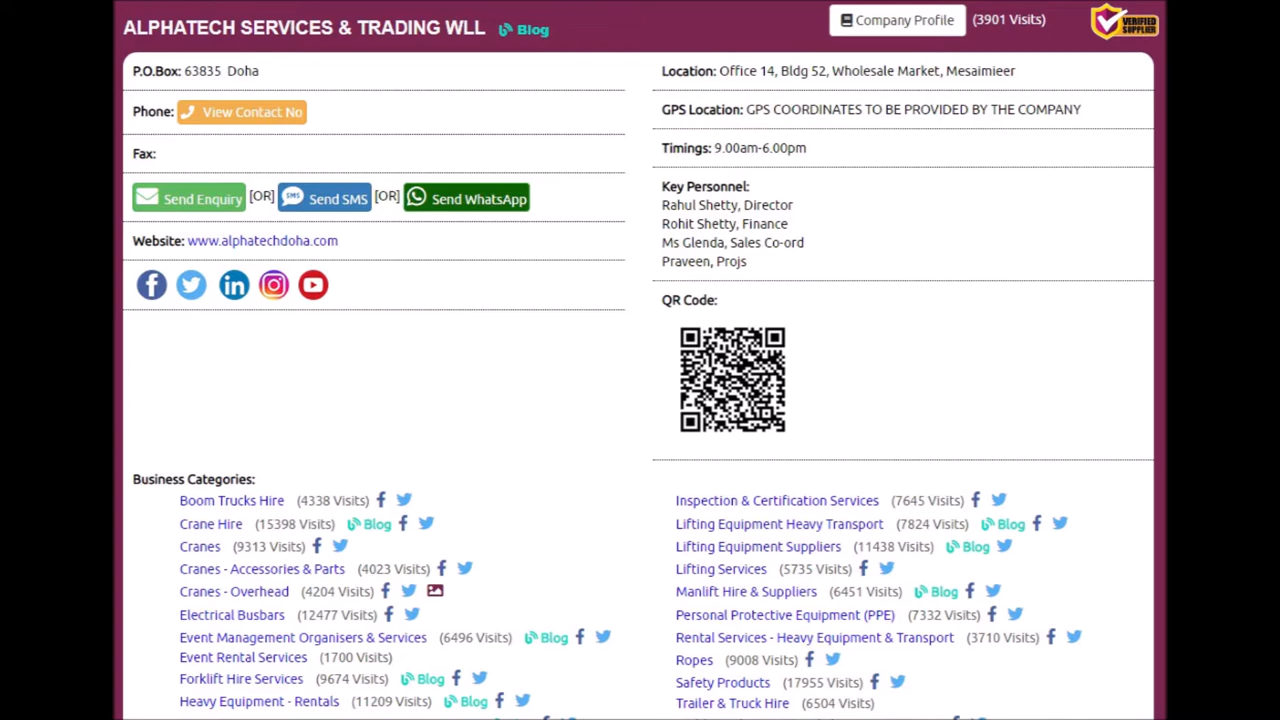 ALPHATECH SERVICES & TRADING WLL Blog
Company Profile (3901 Visits)
VERIFIED
SUPPLIER
P.O.Box: 63835 Doha
Phone: View Contact No
Fax:
Send Enquiry [OR] SMS Send SMS [OR] Send WhatsApp
Website: www.alphatechdoha.com
Location: Office 14, Bldg 52, Wholesale Market, Mesaimieer
GPS Location: GPS COORDINATES TO BE PROVIDED BY THE COMPANY
Timings: 9.00am-6.00pm
Key Personnel:
Rahul Shetty, Director
Rohit Shetty, Finance
Ms Glenda, Sales Co-ord
Praveen, Projs
QR Code:
Business Categories:
Boom Trucks Hire (4338 Visits)
Crane Hire (15398 Visits) Blog
Cranes (9313 Visits)
Cranes - Accessories & Parts (4023 Visits)
Cranes - Overhead (4204 Visits)
Electrical Busbars (12477 Visits)
Event Management Organisers & Services (6496 Visits) Blog
Event Rental Services (1700 Visits)
Forklift Hire Services (9674 Visits) Blog
Heavy Equipment - Rentals (11209 Visits) Blog
Inspection & Certification Services (7645 Visits)
Lifting Equipment Heavy Transport (7824 Visits) Blog
Lifting Equipment Suppliers (11438 Visits) Blog
Lifting Services (5735 Visits)
Manlift Hire & Suppliers (6451 Visits) Blog
Personal Protective Equipment (PPE) (7332 Visits)
Rental Services - Heavy Equipment & Transport (3710 Visits)
Ropes (9008 Visits)
Safety Products (17955 Visits)
Trailer & Truck Hire (6504 Visits)